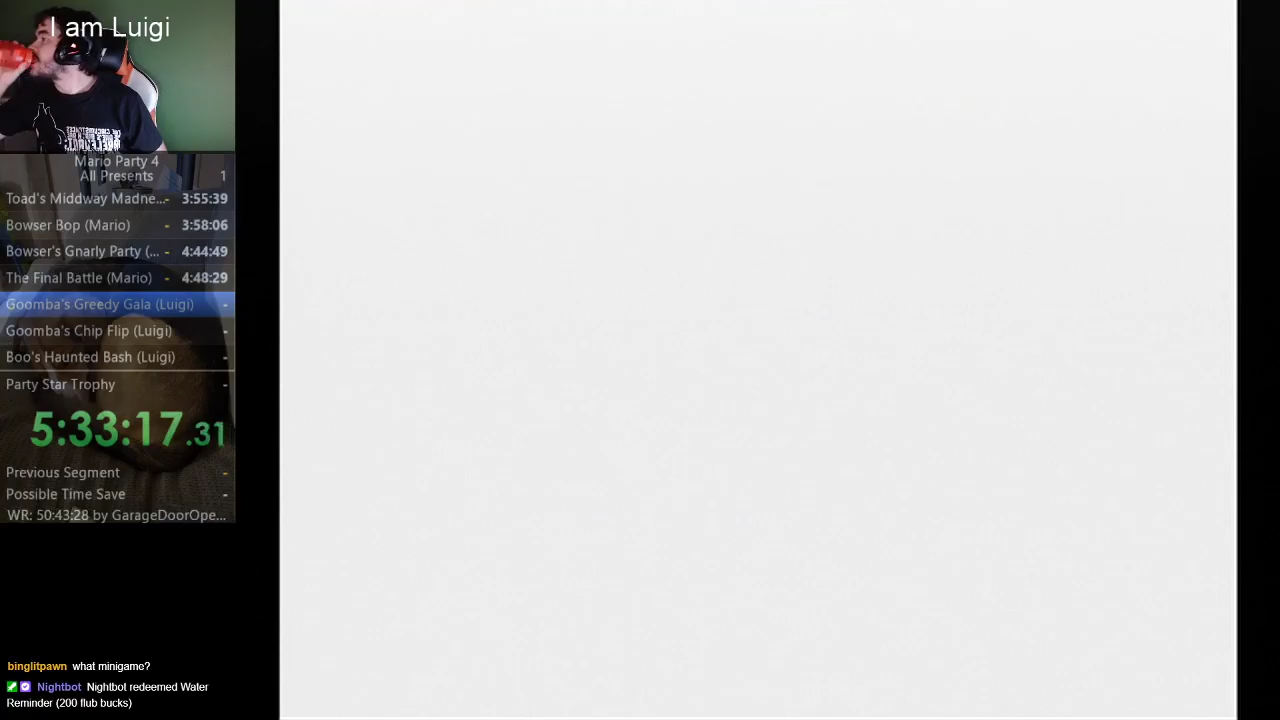 I am Luigi
Mario Party 4
All Presents 1
Toad's Middway Madne... - 3:55:39
Bowser Bop (Mario) - 3:58:06
Bowser's Gnarly Party (... - 4:44:49
The Final Battle (Mario) - 4:48:29
Goomba's Greedy Gala (Luigi) -
Goomba's Chip Flip (Luigi) -
Boo's Haunted Bash (Luigi) -
Party Star Trophy -
5:33:17.31
Previous Segment -
Possible Time Save -
WR: 50:43:28 by GarageDoorOpe...
binglitpawn what minigame?
Nightbot Nightbot redeemed Water
Reminder (200 flub bucks)